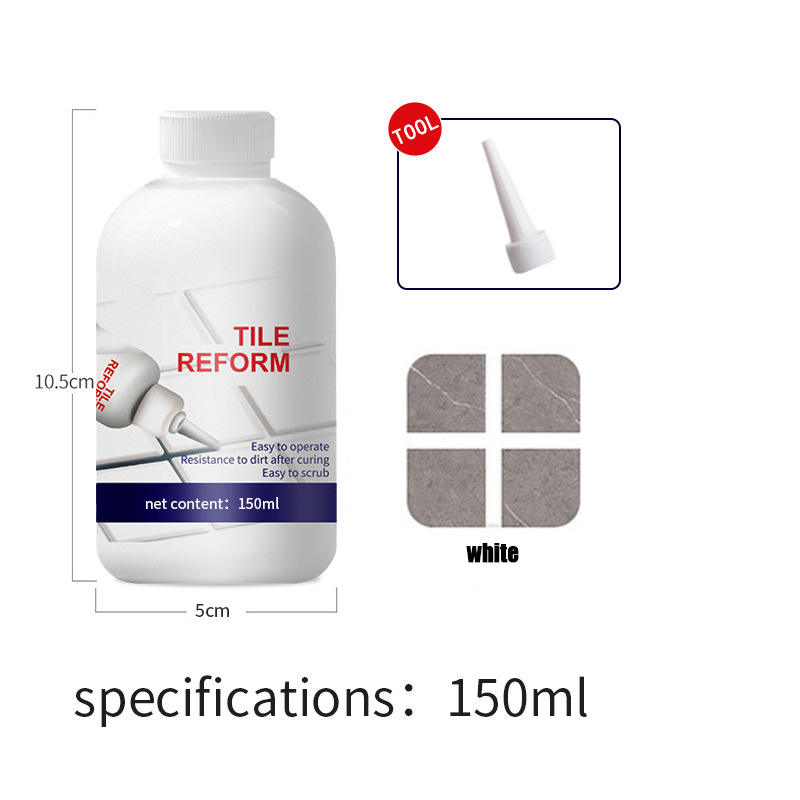 TOOL
TILE
REFORM
10.5cm
TILE
REFORM
Easy to operate
Resistance to dirt after curing
Easy to scrub
net content：150ml
white
5cm
specifications：150ml